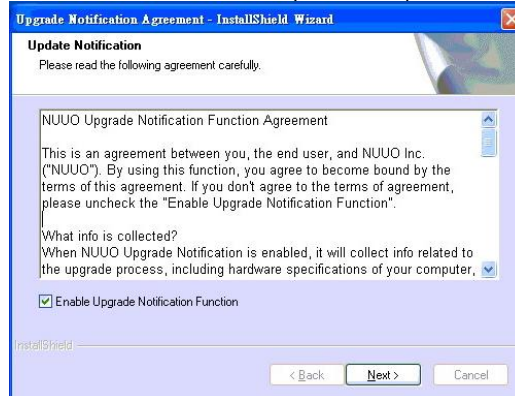 Upgrade Notification Agreement - InstallShield Wizard
Update Notification
Please read the following agreement carefully.
NUUO Upgrade Notification Function Agreement
This is an agreement between you, the end user, and NUUO Inc.
("NUUO"). By using this function, you agree to become bound by the
terms of this agreement. If you don't agree to the terms of agreement,
please uncheck the "Enable Upgrade Notification Function".
What info is collected?
When NUUO Upgrade Notification is enabled, it will collect info related to
the upgrade process, including hardware specifications of your computer,
Enable Upgrade Notification Function
InstallShield
< Back
Next >
Cancel